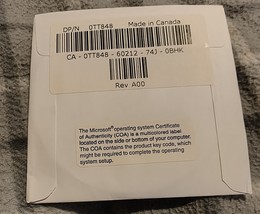 DP/N 0TT848 Made in Canada
CA - 0TT848 - 60212 - 74J - 0BHK
Rev A00
The Microsoft® operating system Certificate
of Authenticity (COA) is a multicolored label
located on the side or bottom of your computer.
The COA contains the product key code, which
might be required to complete the operating
system setup.